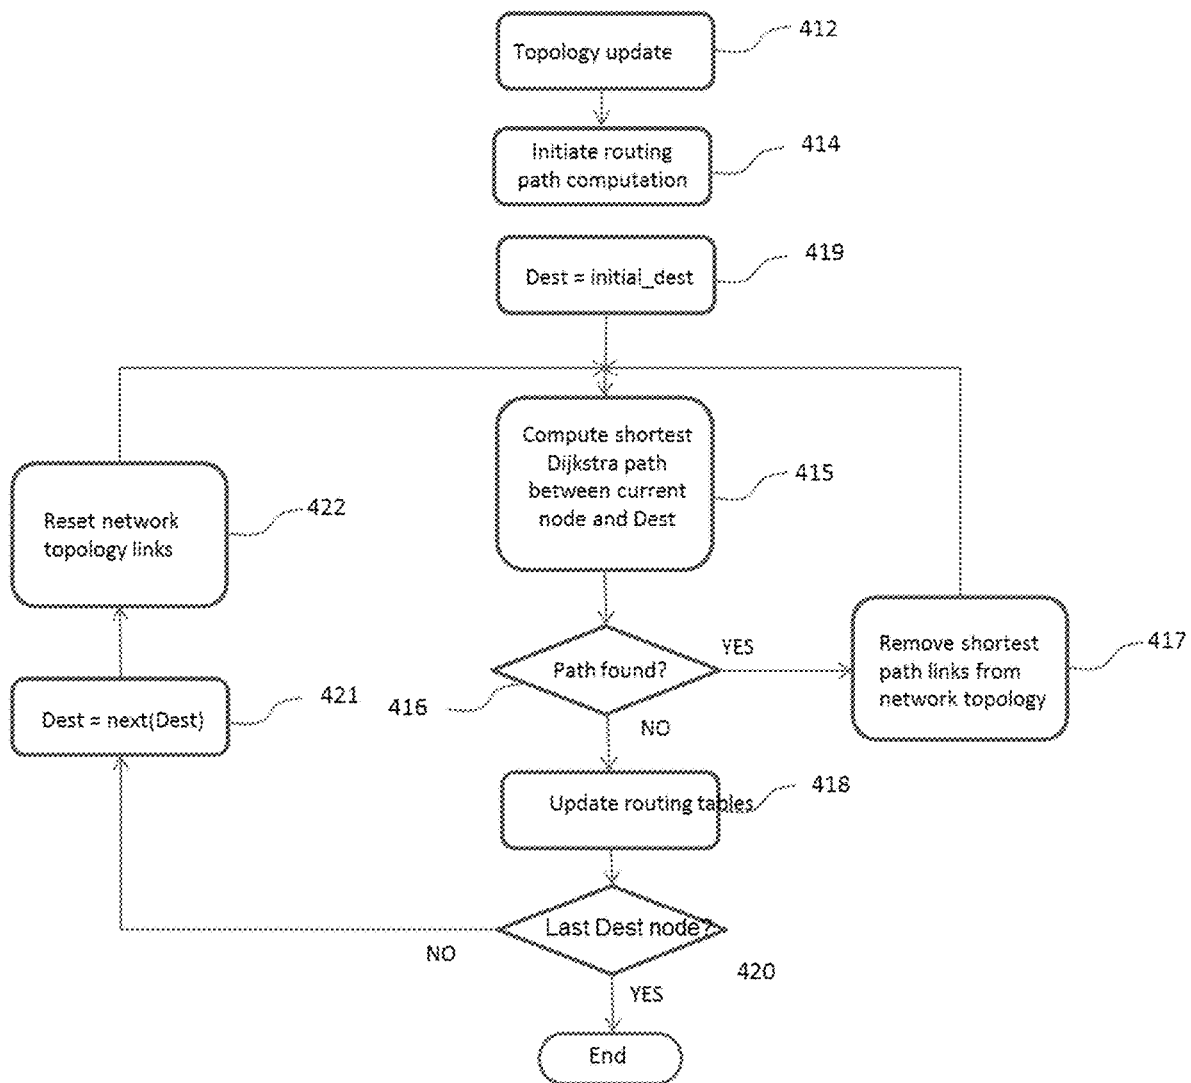 Topology update
412
Initiate routing
path computation
414
Dest = initial_dest
419
Compute shortest
Dijkstra path
between current
node and Dest
415
Reset network
topology links
422
Path found?
416
YES
NO
Remove shortest
path links from
network topology
417
Dest = next(Dest)
421
Update routing tables
418
Last Dest node?
420
NO
YES
End